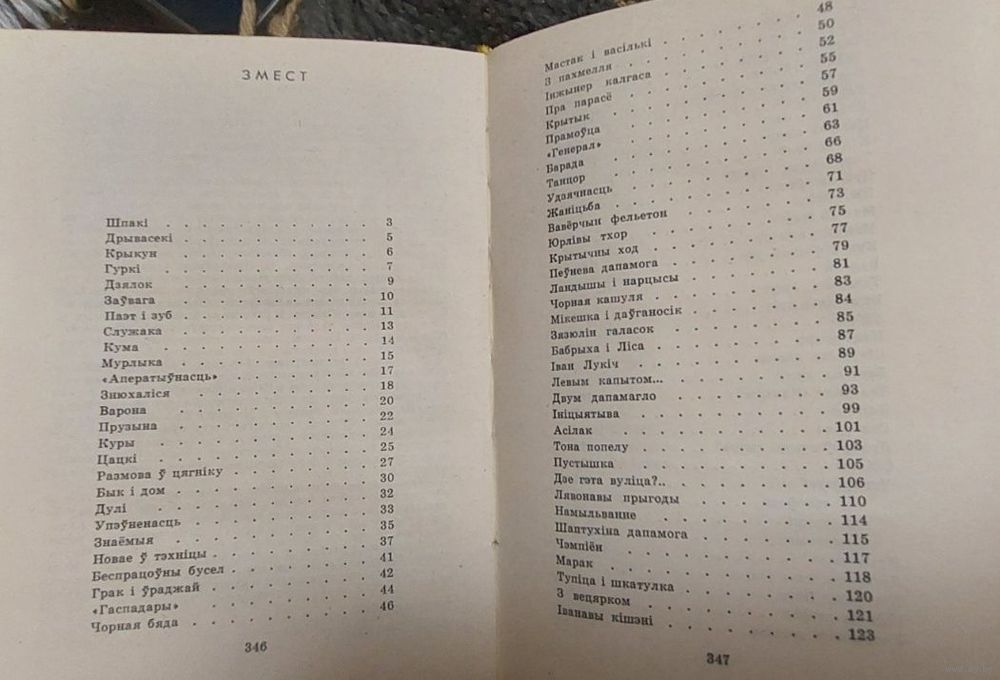 ЗМЕСТ
Шпакі . . . . . . . . . . 3
Дрывасекі . . . . . . . . . . 5
Крыкун . . . . . . . . . . 6
Гуркі . . . . . . . . . . 7
Дзялок . . . . . . . . . . 9
Заўвага . . . . . . . . . . 10
Паэт і зуб . . . . . . . . . . 11
Служака . . . . . . . . . . 13
Кума . . . . . . . . . . 14
Мурлыка . . . . . . . . . . 15
«Аператыўнасць» . . . . . . . . 17
Знюхаліся . . . . . . . . . . 18
Варона . . . . . . . . . . 20
Прузына . . . . . . . . . . 22
Куры . . . . . . . . . . 24
Цацкі . . . . . . . . . . 25
Размова ў цягніку . . . . . . . . 27
Бык і дом . . . . . . . . . . 30
Дулі . . . . . . . . . . 32
Упэўненасць . . . . . . . . . . 33
Знаёмыя . . . . . . . . . . 35
Новае ў тэхніцы . . . . . . . . 37
Беспрацоўны бусел . . . . . . . . 41
Грак і ўраджай . . . . . . . . 42
«Гаспадары» . . . . . . . . . . 44
Чорная бяда . . . . . . . . . . 46
346
Мастак і васількі . . . . . . . . 48
З пахмелля . . . . . . . . 50
Інжынер калгаса . . . . . . . . 52
Пра парасё . . . . . . . . 55
Крытык . . . . . . . . 57
Прамоўца . . . . . . . . 59
«Генерал» . . . . . . . . 61
Барада . . . . . . . . 63
Танцор . . . . . . . . 66
Удзячнасць . . . . . . . . 68
Жаніцьба . . . . . . . . 71
Вавёрчын фельетон . . . . . . . . 73
Юрлівы тхор . . . . . . . . 75
Крытычны ход . . . . . . . . 77
Пеўнева дапамога . . . . . . . . 79
Ландышы і нарцысы . . . . . . . . 81
Чорная кашуля . . . . . . . . 83
Мікешка і даўганосік . . . . . . . . 84
Зязюлін галасок . . . . . . . . 85
Бабрыха і Ліса . . . . . . . . 87
Іван Лукіч . . . . . . . . 89
Левым капытом... . . . . . . . . 91
Двум дапамагло . . . . . . . . 93
Ініцыятыва . . . . . . . . 99
Асілак . . . . . . . . 101
Тона попелу . . . . . . . . 103
Пустышка . . . . . . . . 105
Дзе гэта вуліца?.. . . . . . . . 106
Лявонавы прыгоды . . . . . . . . 110
Намыльванне . . . . . . . . 114
Шаптухіна дапамога . . . . . . . . 115
Чэмпіён . . . . . . . . 117
Марак . . . . . . . . 118
Тупіца і шкатулка . . . . . . . . 120
З вецярком . . . . . . . . 121
Іванавы кішэні . . . . . . . . 123
347